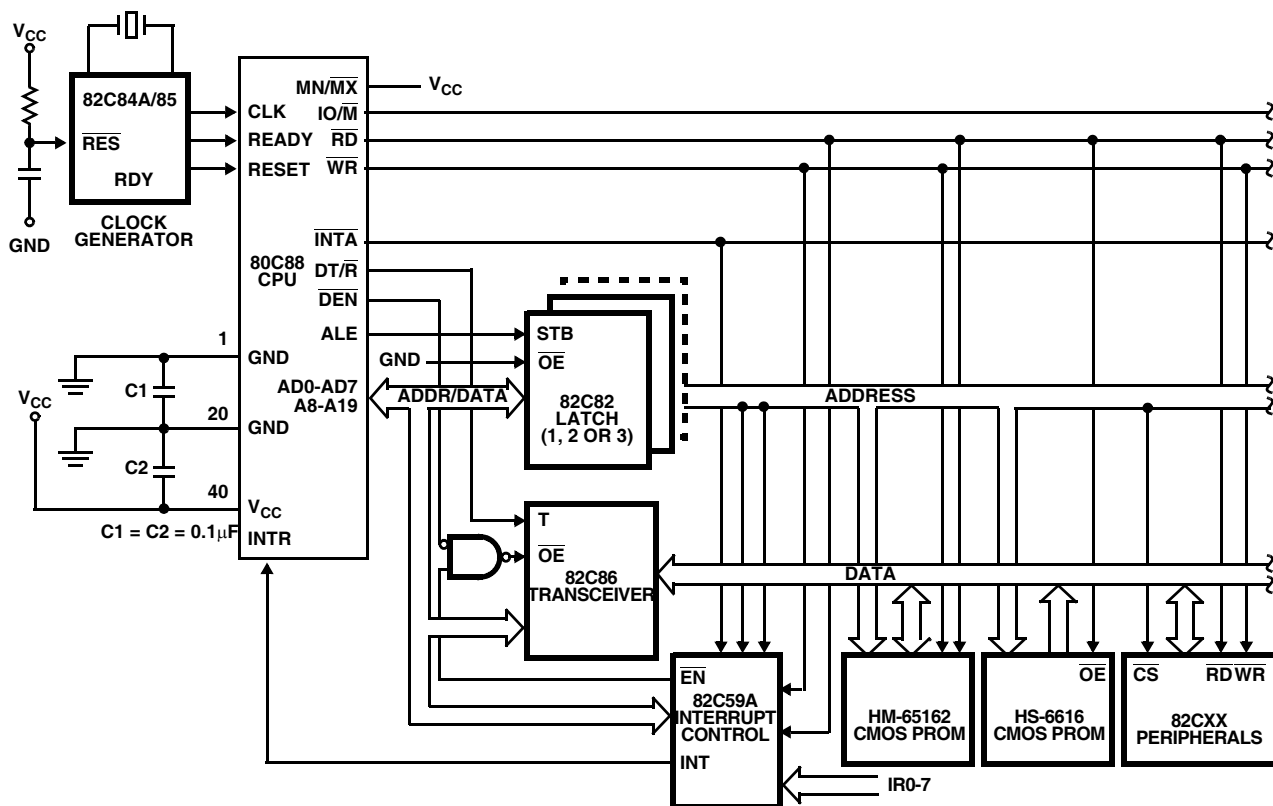 VCC
82C84A/85
RES
RDY
CLOCK
GENERATOR
GND
MN/MX
VCC
CLK
IO/M
READY
RD
RESET
WR
INTA
80C88
CPU
DT/R
DEN
ALE
1
GND
VCC
C1
AD0-AD7
A8-A19
20
GND
C2
40
VCC
C1 = C2 = 0.1μF
INTR
STB
GND
OE
ADDR/DATA
82C82
LATCH
(1, 2 OR 3)
ADDRESS
T
OE
82C86
TRANSCEIVER
DATA
EN
82C59A
INTERRUPT
CONTROL
INT
IR0-7
HM-65162
CMOS PROM
OE
HS-6616
CMOS PROM
CS
RD WR
82CXX
PERIPHERALS